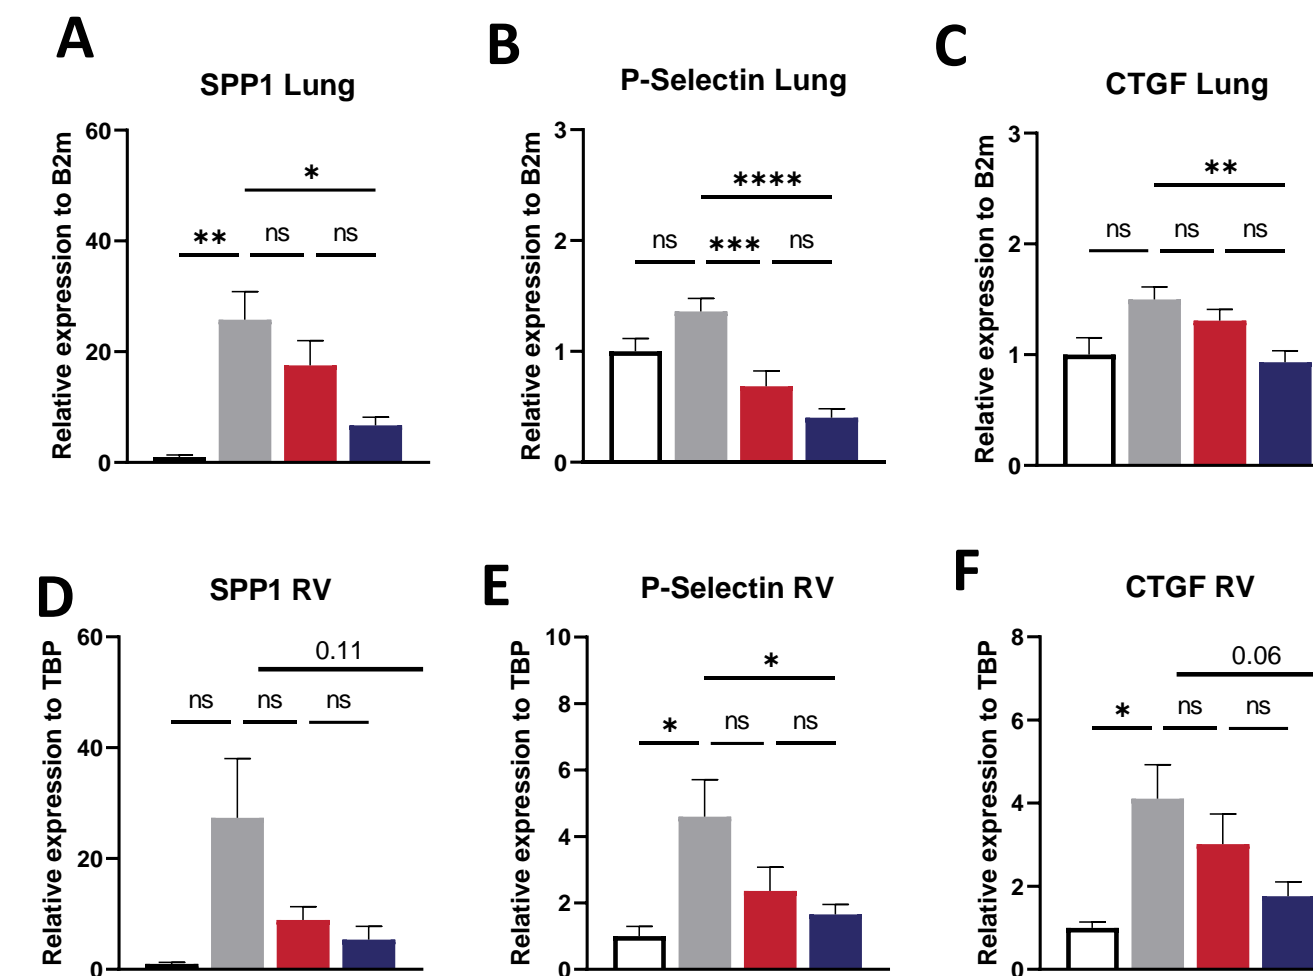 A
SPP1 Lung
Relative expression to B2m
60
40
20
0
**
ns
ns
*
B
P-Selectin Lung
Relative expression to B2m
3
2
1
0
ns
***
ns
****
C
CTGF Lung
Relative expression to B2m
3
2
1
0
ns
ns
ns
**
D
SPP1 RV
Relative expression to TBP
60
40
20
0
ns
ns
ns
0.11
E
P-Selectin RV
Relative expression to TBP
10
8
6
4
2
0
*
ns
ns
*
F
CTGF RV
Relative expression to TBP
8
6
4
2
0
*
ns
ns
0.06